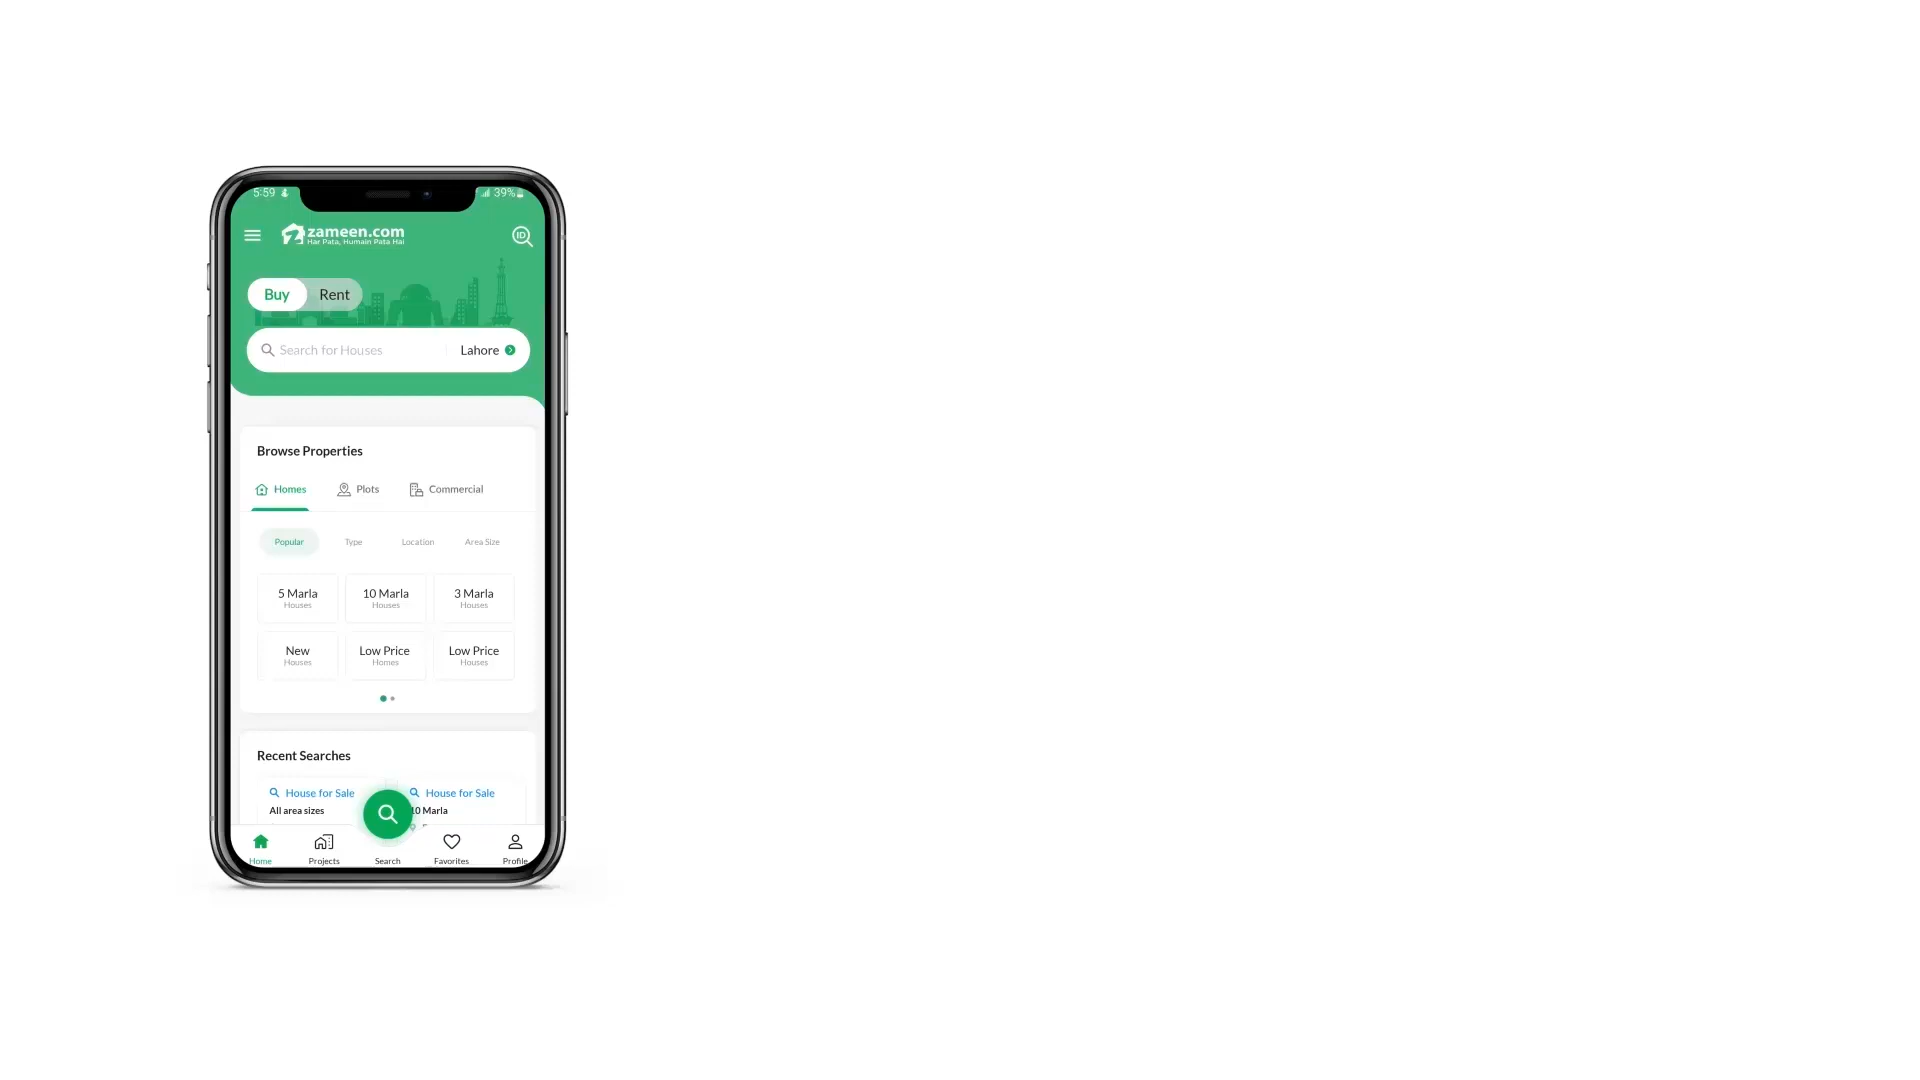 5:59
39%
zameen.com
Har Pata, Humain Pata Hai
ID
Buy
Rent
Search for Houses
Lahore
Browse Properties
Homes
Plots
Commercial
Popular
Type
Location
Area Size
5 Marla
Houses
10 Marla
Houses
3 Marla
Houses
New
Houses
Low Price
Homes
Low Price
Houses
Recent Searches
House for Sale
All area sizes
House for Sale
10 Marla
Home
Projects
Search
Favorites
Profile